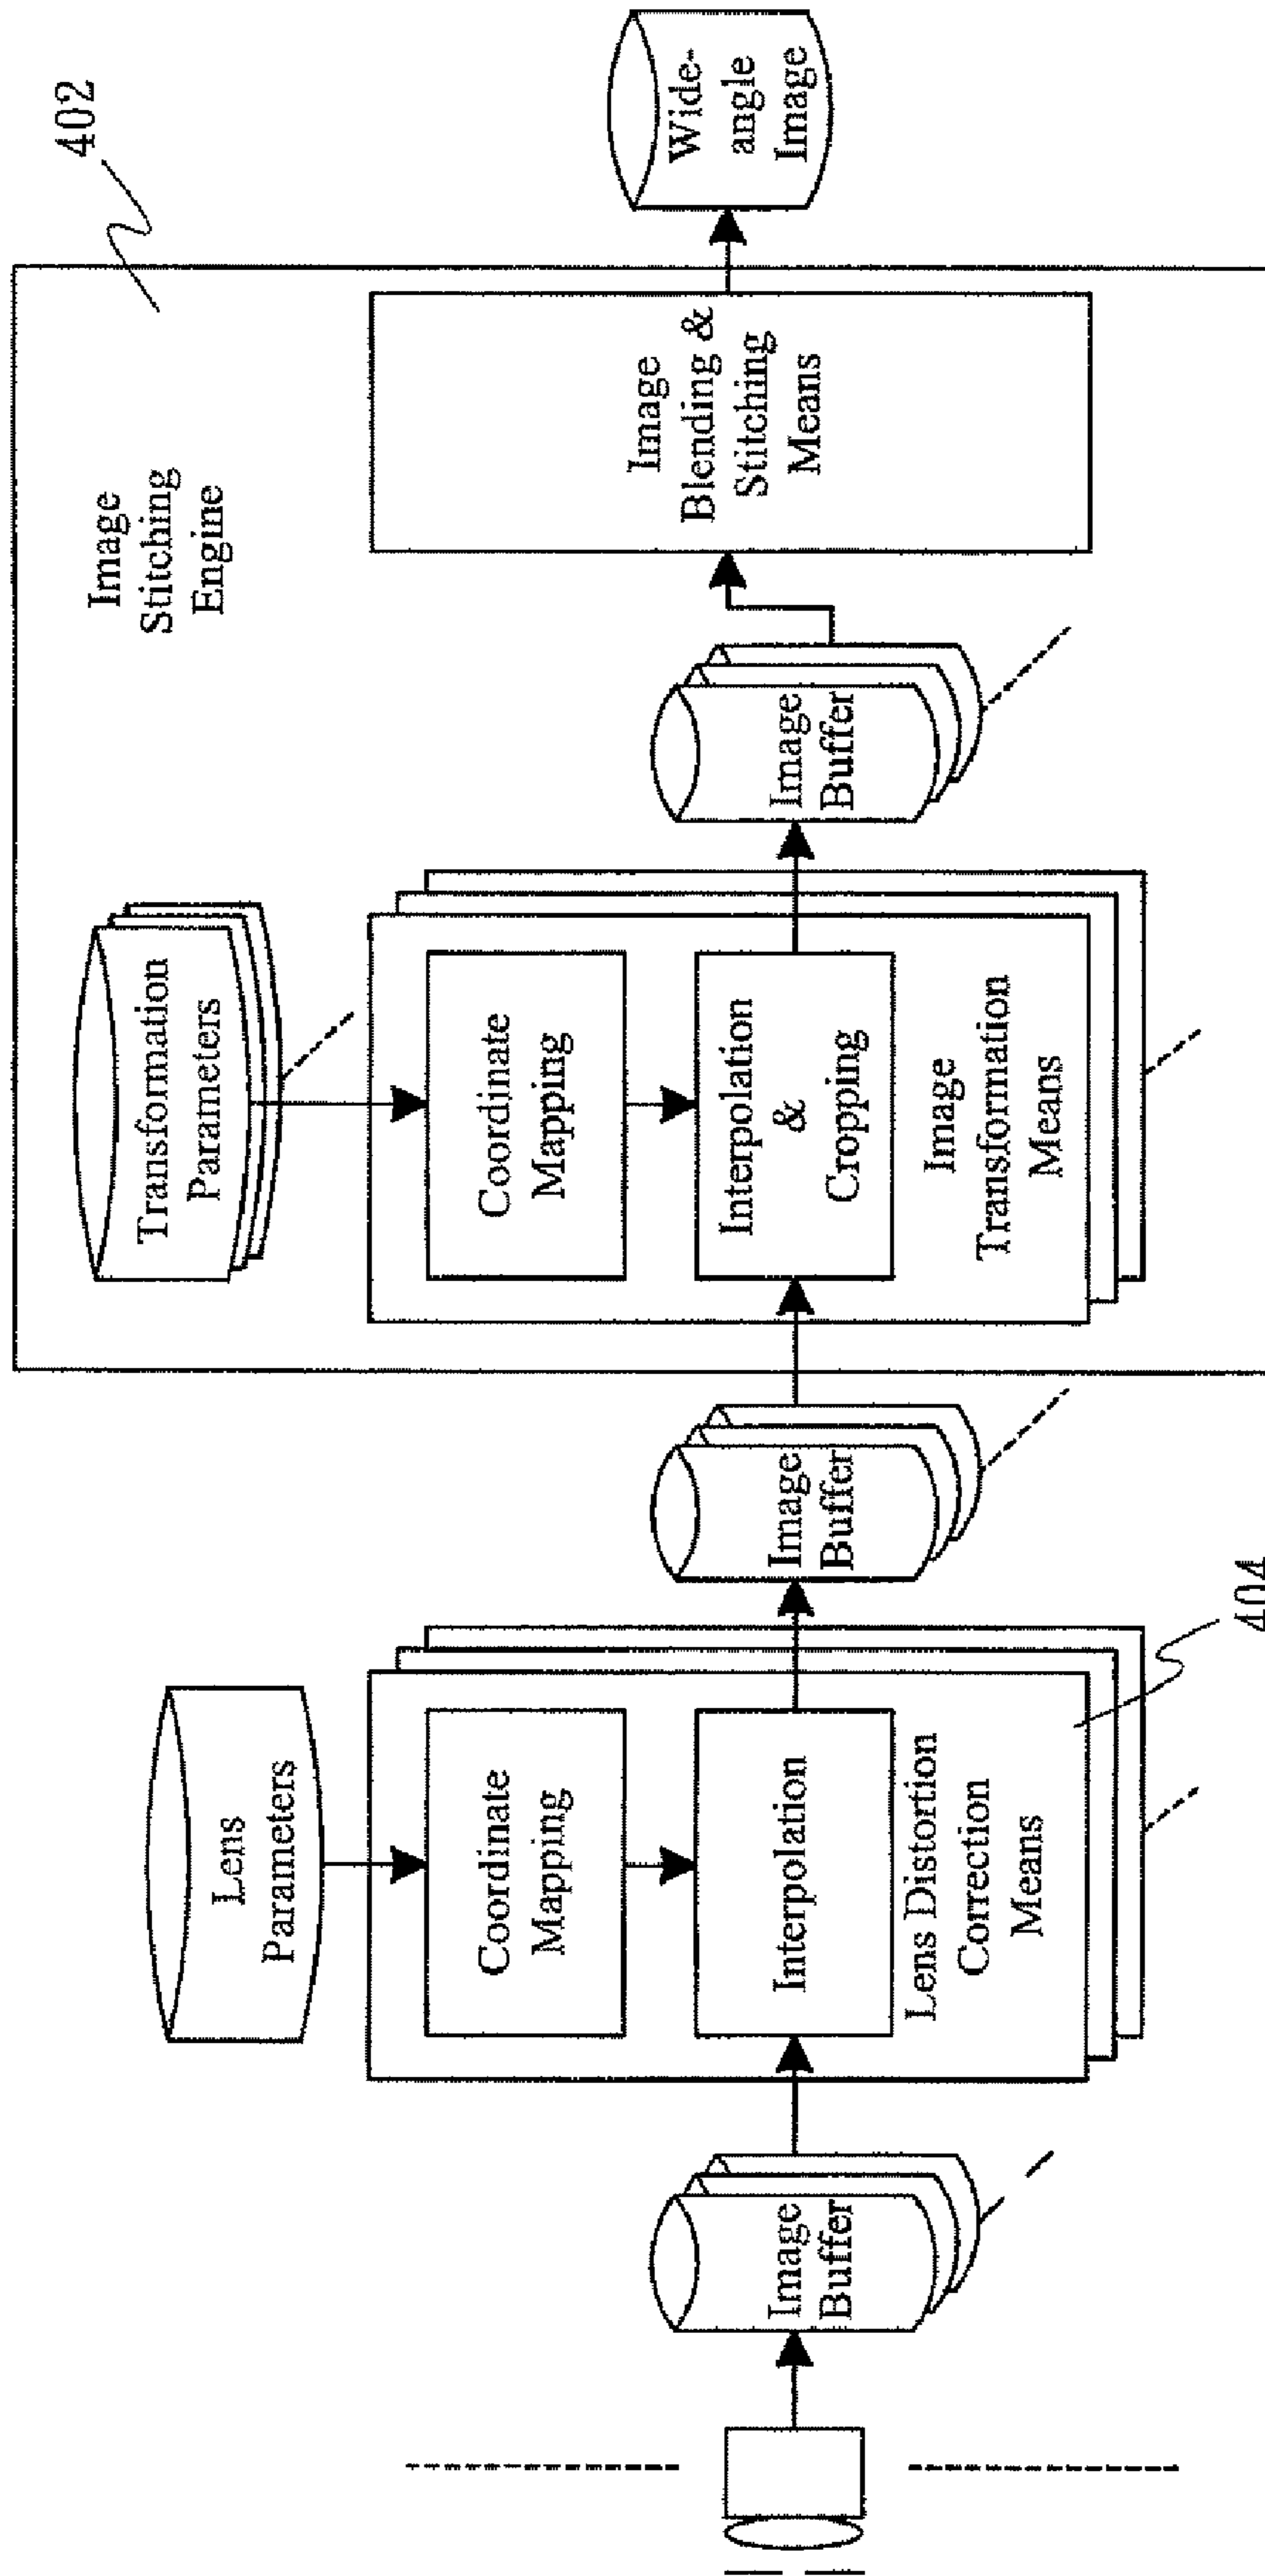 402
Image
Stitching
Engine
Transformation
Parameters
Lens
Parameters
Coordinate
Mapping
Coordinate
Mapping
Image
Buffer
Interpolation
Lens Distortion
Correction
Means
404
Image
Buffer
Interpolation
&
Cropping
Image
Transformation
Means
Image
Buffer
Image
Blending &
Stitching
Means
Wide-
angle
Image